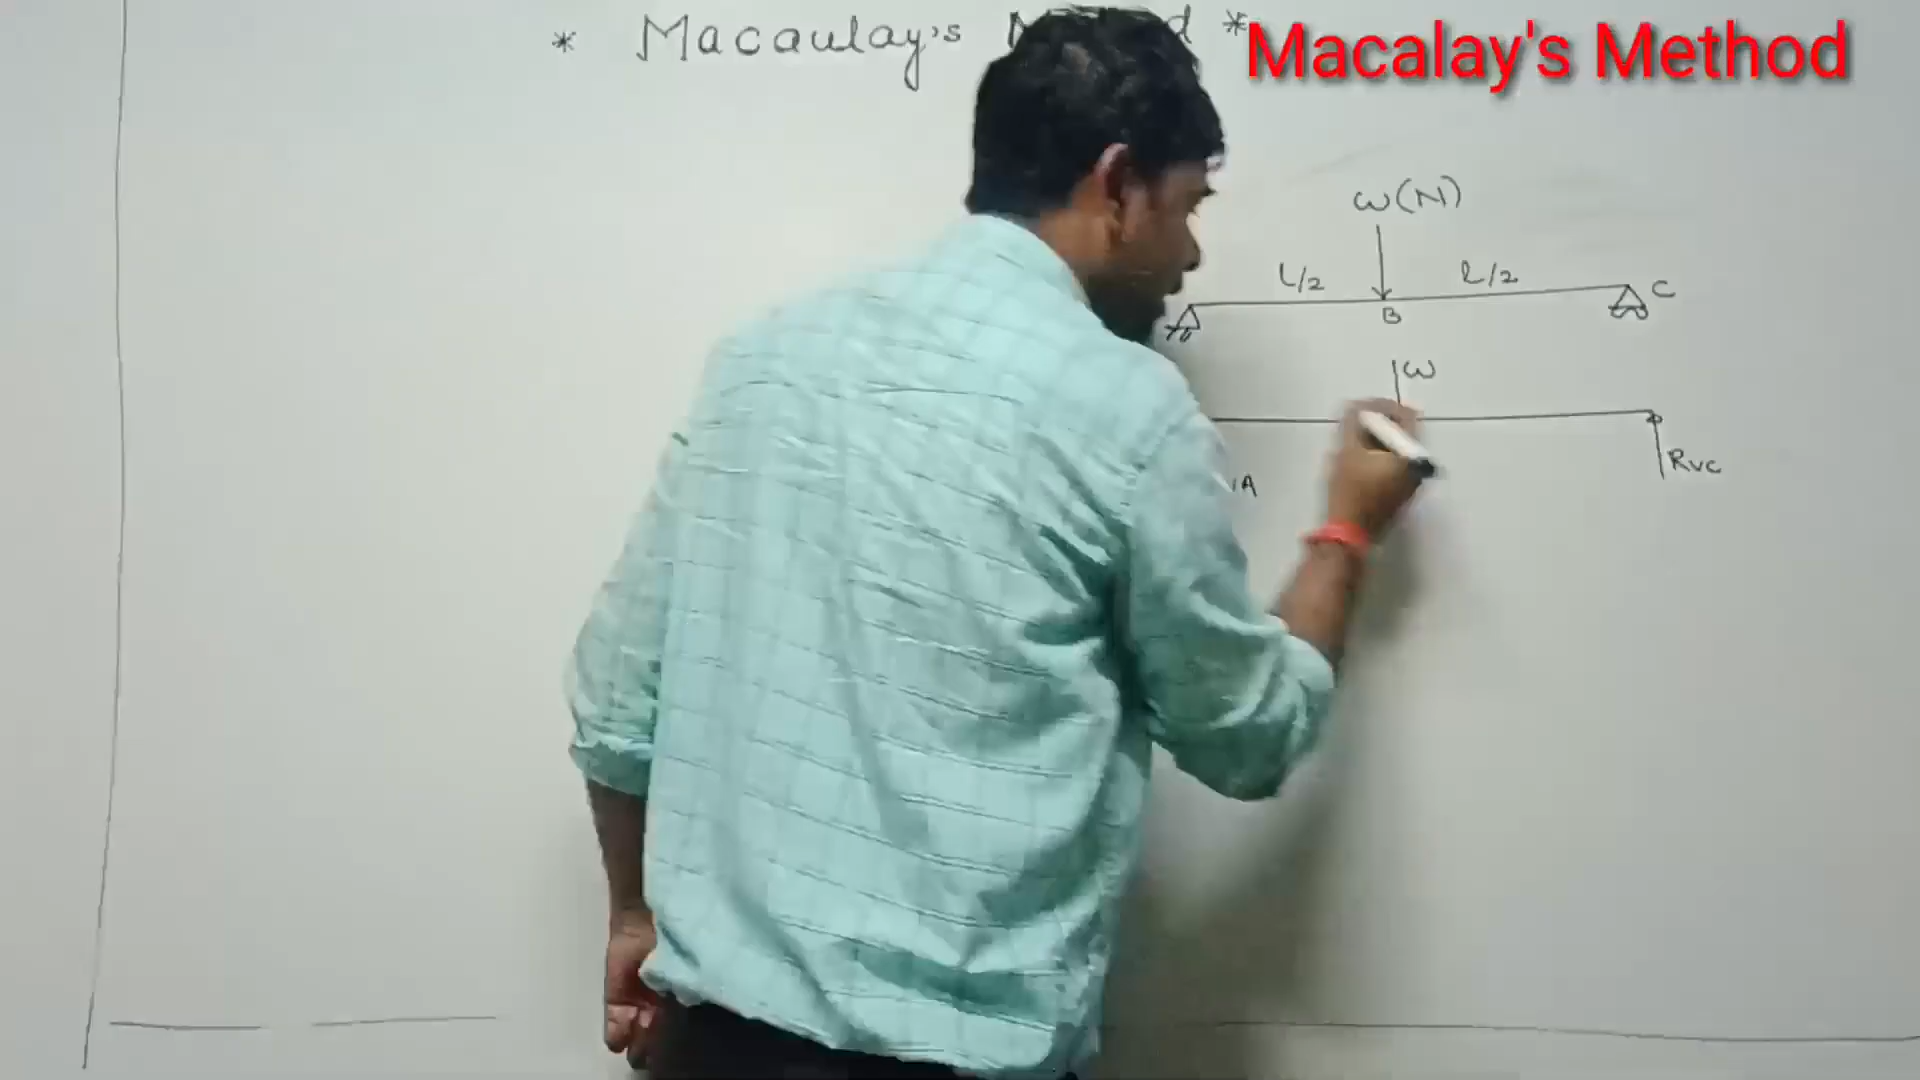 * Macaulay's *
Macalay's Method
W(N)
L/2 L/2
B C
W
RVC
A